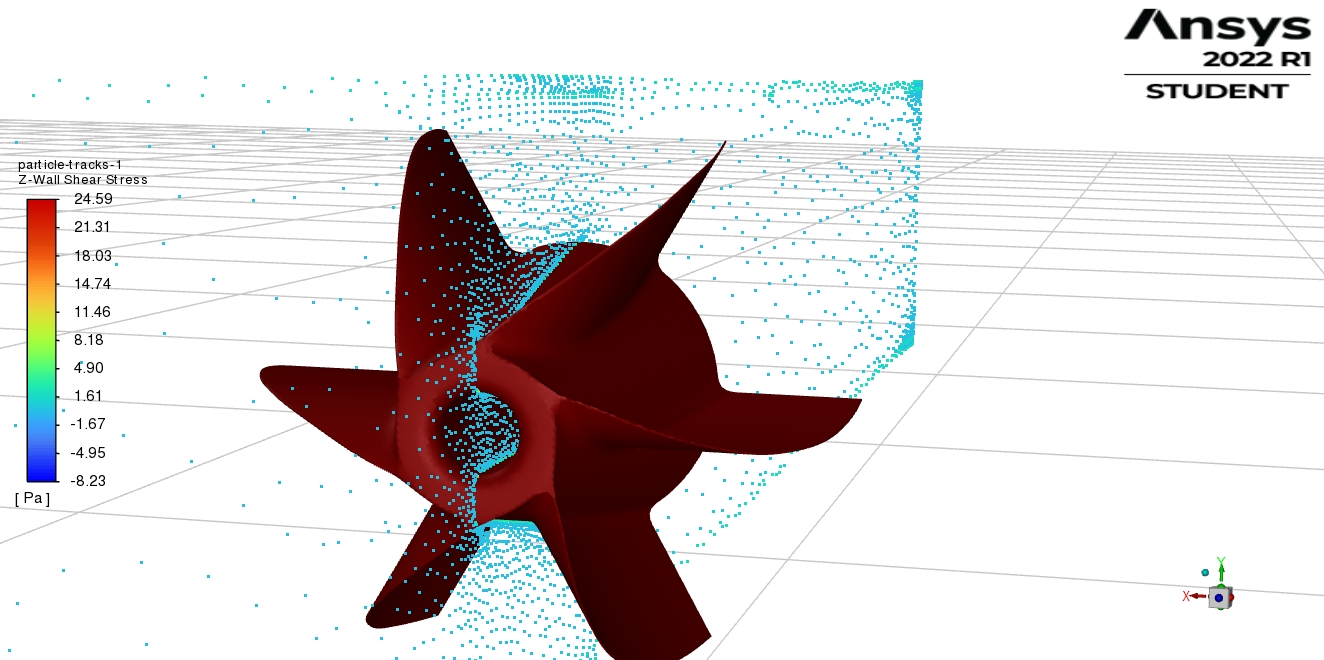 Ansys
2022 R1
STUDENT
particle-tracks-1
Z-Wall Shear Stress
24.59
21.31
18.03
14.74
11.46
8.18
4.90
1.61
-1.67
-4.95
-8.23
[ Pa ]
Y
X